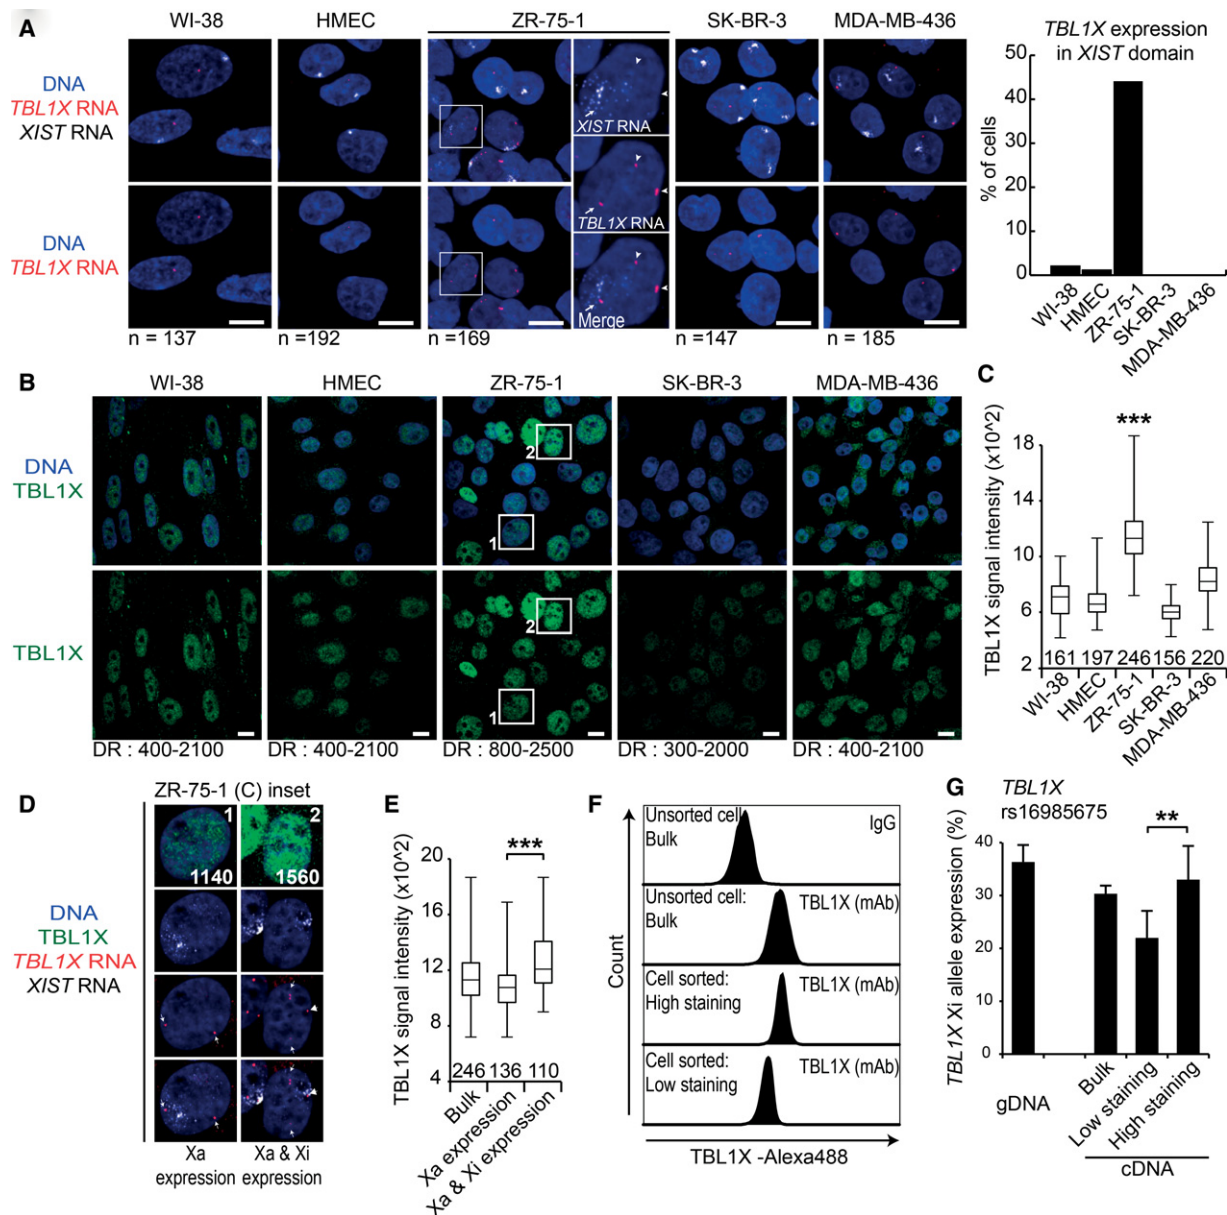 A
WI-38
HMEC
ZR-75-1
SK-BR-3
MDA-MB-436
DNA
TBL1X RNA
XIST RNA
XIST RNA
TBL1X RNA
Merge
DNA
TBL1X RNA
n = 137
n =192
n =169
n =147
n = 185
TBL1X expression
in XIST domain
% of cells
50
40
30
20
10
0
WI-38
HMEC
ZR-75-1
SK-BR-3
MDA-MB-436
B
WI-38
HMEC
ZR-75-1
SK-BR-3
MDA-MB-436
DNA
TBL1X
2
1
TBL1X
2
1
DR : 400-2100
DR : 400-2100
DR : 800-2500
DR : 300-2000
DR : 400-2100
C
TBL1X signal intensity (x10^2)
18
14
10
6
2
***
161 197 246 156 220
WI-38
HMEC
ZR-75-1
SK-BR-3
MDA-MB-436
D
ZR-75-1 (C) inset
1
1140
2
1560
DNA
TBL1X
TBL1X RNA
XIST RNA
Xa
expression
Xa & Xi
expression
E
TBL1X signal intensity (x10^2)
20
16
12
8
4
***
246 136 110
Bulk
Xa expression
Xa & Xi expression
F
Count
Unsorted cell:
Bulk
IgG
Unsorted cell:
Bulk
TBL1X (mAb)
Cell sorted:
High staining
TBL1X (mAb)
Cell sorted:
Low staining
TBL1X (mAb)
TBL1X -Alexa488
G
TBL1X
rs16985675
TBL1X Xi allele expression (%)
40
30
20
10
0
**
gDNA
Bulk
Low staining
High staining
cDNA